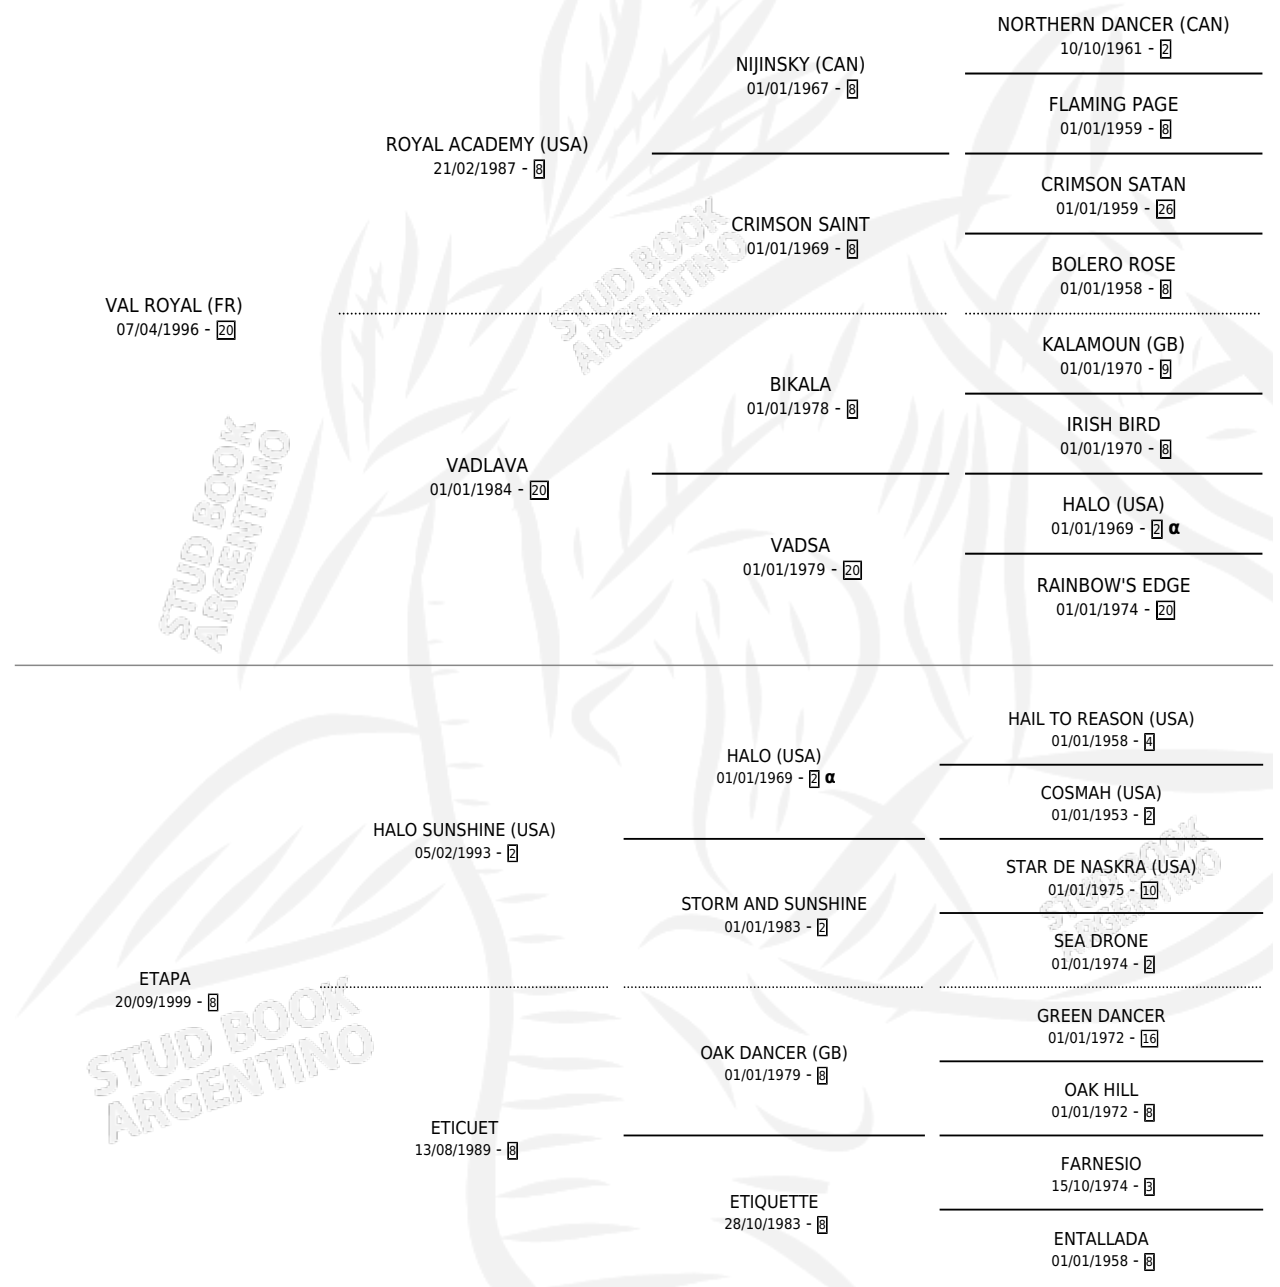 NORTHERN DANCER (CAN)
10/10/1961 - 2
NIJINSKY (CAN)
01/01/1967 - 8
FLAMING PAGE
01/01/1959 - 8
ROYAL ACADEMY (USA)
21/02/1987 - 8
CRIMSON SATAN
01/01/1959 - 26
CRIMSON SAINT
01/01/1969 - 8
BOLERO ROSE
01/01/1958 - 8
STUD BOOK
ARGENTINO
VAL ROYAL (FR)
07/04/1996 - 20
KALAMOUN (GB)
01/01/1970 - 9
BIKALA
01/01/1978 - 8
IRISH BIRD
01/01/1970 - 8
VADLAVA
01/01/1984 - 20
HALO (USA)
01/01/1969 - 2 α
VADSA
01/01/1979 - 20
RAINBOW'S EDGE
01/01/1974 - 20
STUD BOOK
ARGENTINO
HAIL TO REASON (USA)
01/01/1958 - 4
HALO (USA)
01/01/1969 - 2 α
COSMAH (USA)
01/01/1953 - 2
HALO SUNSHINE (USA)
05/02/1993 - 2
STAR DE NASKRA (USA)
01/01/1975 - 10
STORM AND SUNSHINE
01/01/1983 - 2
SEA DRONE
01/01/1974 - 2
STUD BOOK
ARGENTINO
ETAPA
20/09/1999 - 8
GREEN DANCER
01/01/1972 - 16
OAK DANCER (GB)
01/01/1979 - 8
OAK HILL
01/01/1972 - 8
STUD BOOK
ARGENTINO
ETICUET
13/08/1989 - 8
FARNESIO
15/10/1974 - 3
ETIQUETTE
28/10/1983 - 8
ENTALLADA
01/01/1958 - 8